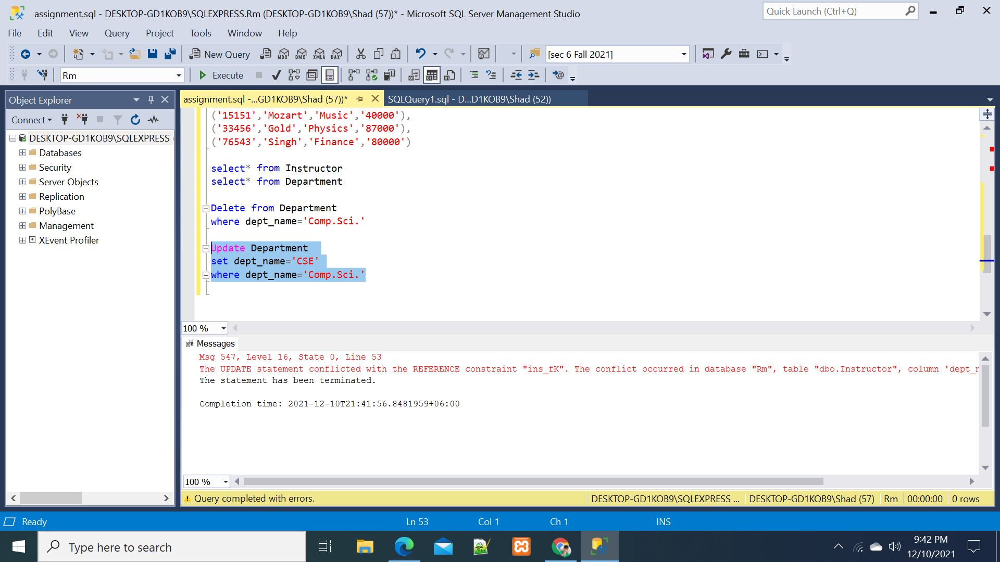 assignment.sql - DESKTOP-GD1KOB9\SQLEXPRESS.Rm (DESKTOP-GD1KOB9\Shad (57))* - Microsoft SQL Server Management Studio
Quick Launch (Ctrl+Q)
File Edit View Query Project Tools Window Help
New Query MDX DMX XMLA DAX [sec 6 Fall 2021]
Rm Execute
Object Explorer
assignment.sql -...GD1KOB9\Shad (57))* SQLQuery1.sql - D...D1KOB9\Shad (52))
Connect
DESKTOP-GD1KOB9\SQLEXPRESS (
Databases
Security
Server Objects
Replication
PolyBase
Management
XEvent Profiler
('15151','Mozart','Music','40000'),
('33456','Gold','Physics','87000'),
('76543','Singh','Finance','80000')
select* from Instructor
select* from Department
Delete from Department
where dept_name='Comp.Sci.'
Update Department
set dept_name='CSE'
where dept_name='Comp.Sci.'
100 %
Messages
Msg 547, Level 16, State 0, Line 53
The UPDATE statement conflicted with the REFERENCE constraint "ins_fK". The conflict occurred in database "Rm", table "dbo.Instructor", column 'dept_
The statement has been terminated.
Completion time: 2021-12-10T21:41:56.8481959+06:00
100 %
Query completed with errors. DESKTOP-GD1KOB9\SQLEXPRESS ... DESKTOP-GD1KOB9\Shad (57) Rm 00:00:00 0 rows
Ready Ln 53 Col 1 Ch 1 INS
Type here to search
9:42 PM
12/10/2021